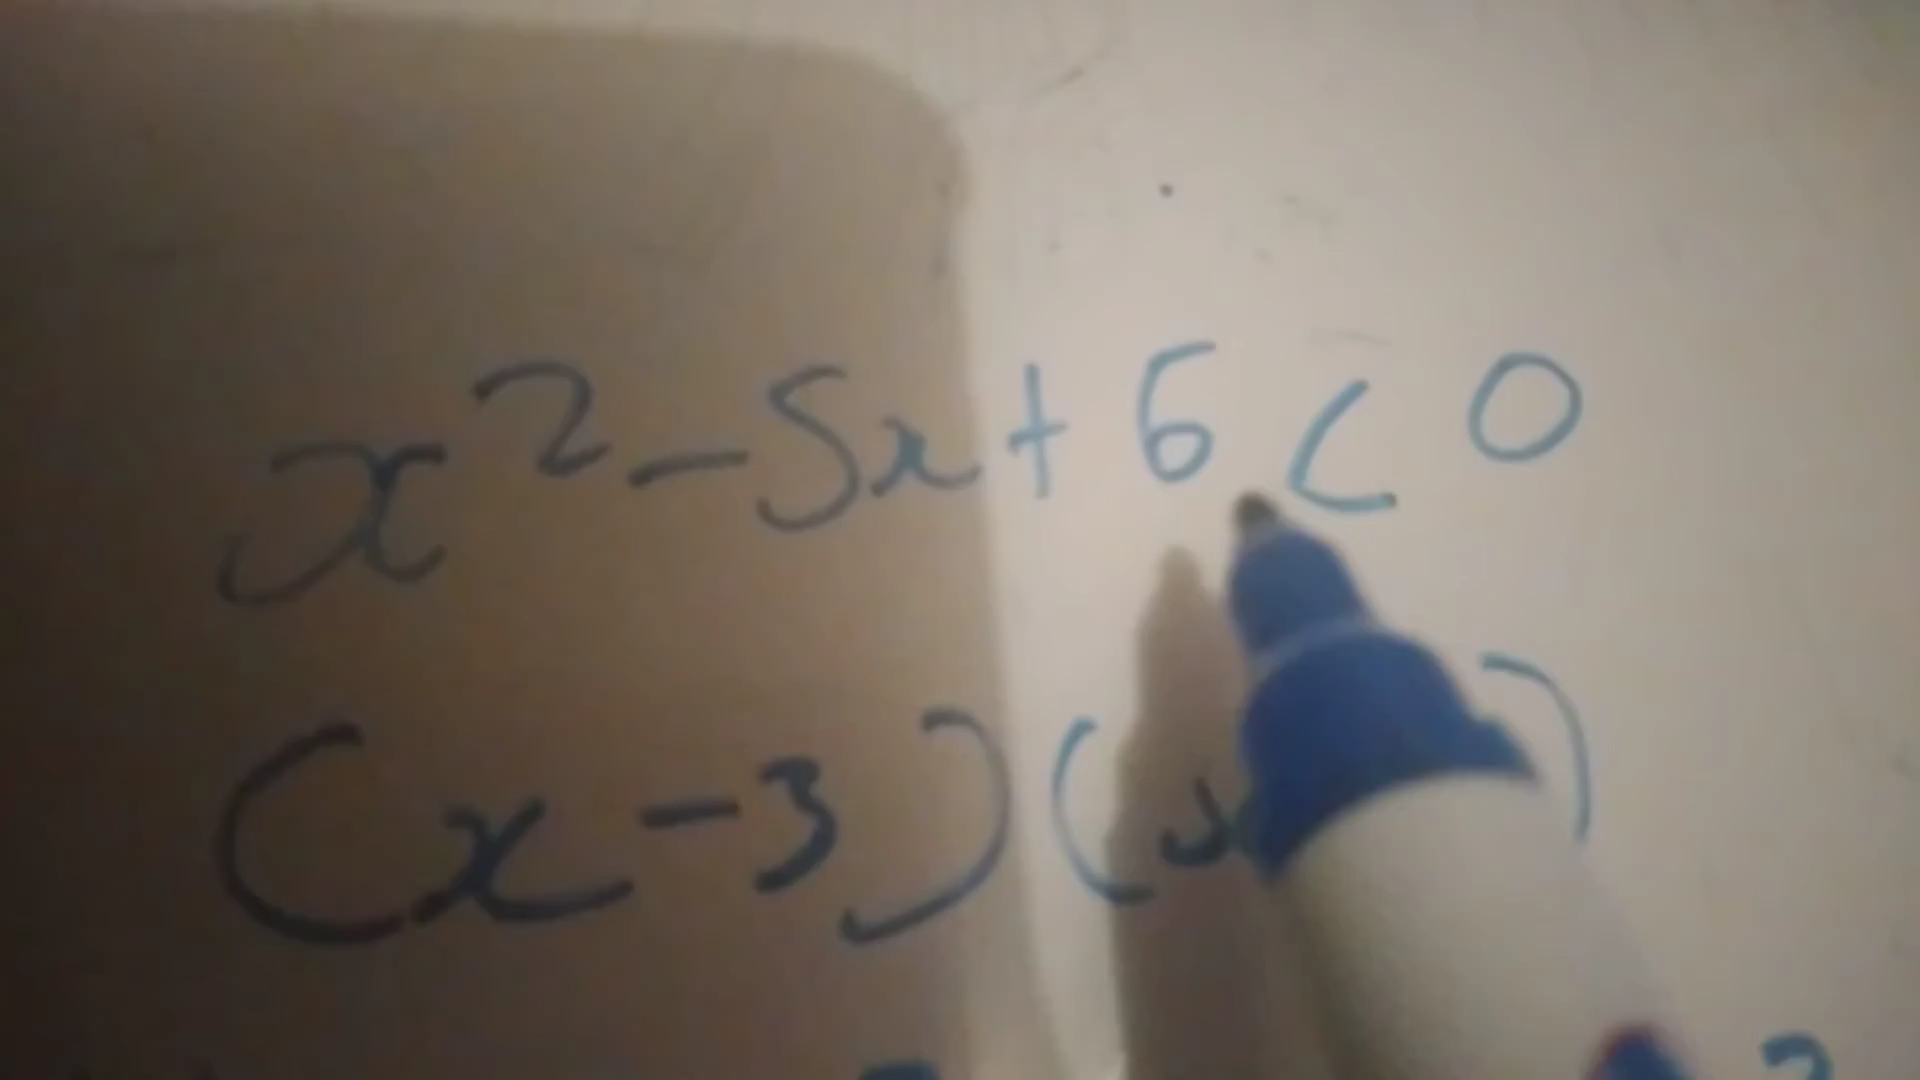 x² - 5x + 6 < 0
(x - 3) (x )